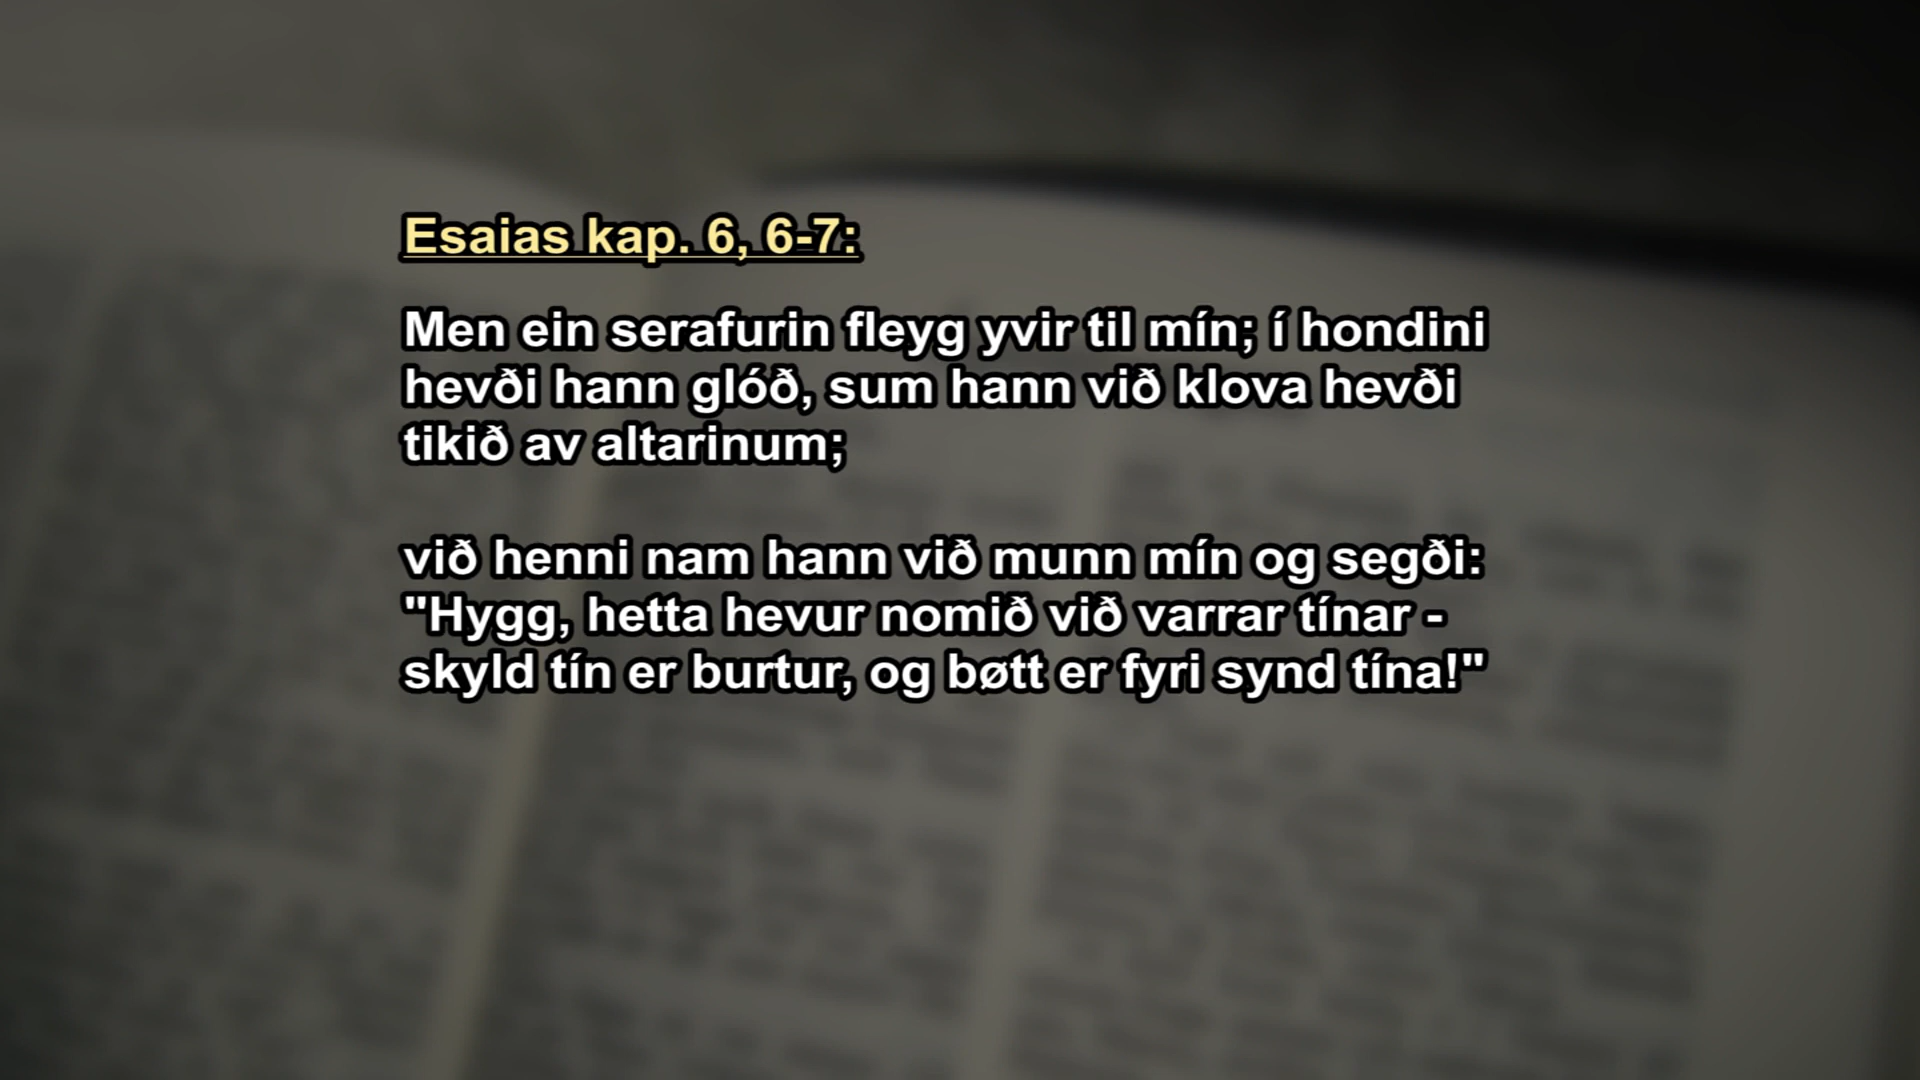 Esaias kap. 6, 6-7:
Men ein serafurin fleyg yvir til mín; í hondini
hevði hann glóð, sum hann við klova hevði
tikið av altarinum;
við henni nam hann við munn mín og segði:
"Hygg, hetta hevur nomið við varrar tínar -
skyld tín er burtur, og bøtt er fyri synd tína!"